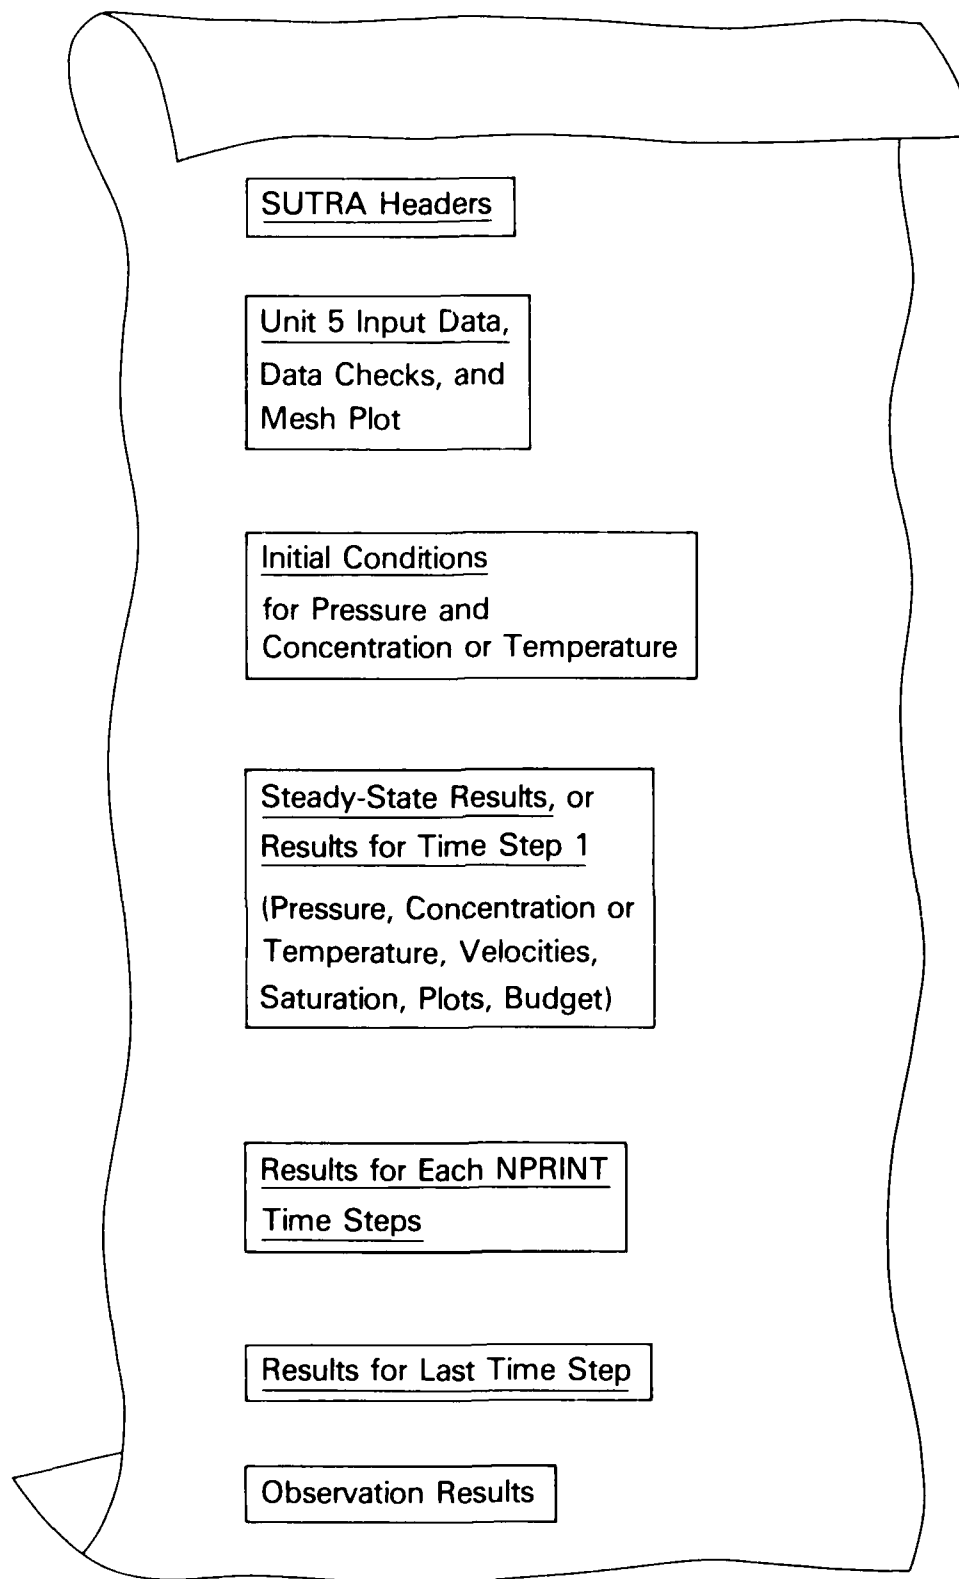 SUTRA Headers
Unit 5 Input Data,
Data Checks, and
Mesh Plot
Initial Conditions
for Pressure and
Concentration or Temperature
Steady-State Results, or
Results for Time Step 1
(Pressure, Concentration or
Temperature, Velocities,
Saturation, Plots, Budget)
Results for Each NPRINT
Time Steps
Results for Last Time Step
Observation Results